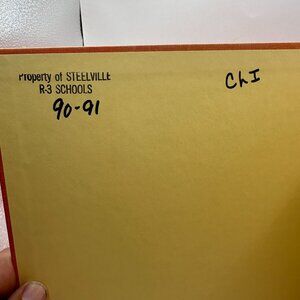 Property of STEELVILLE
R-3 SCHOOLS
90-91
Ch I